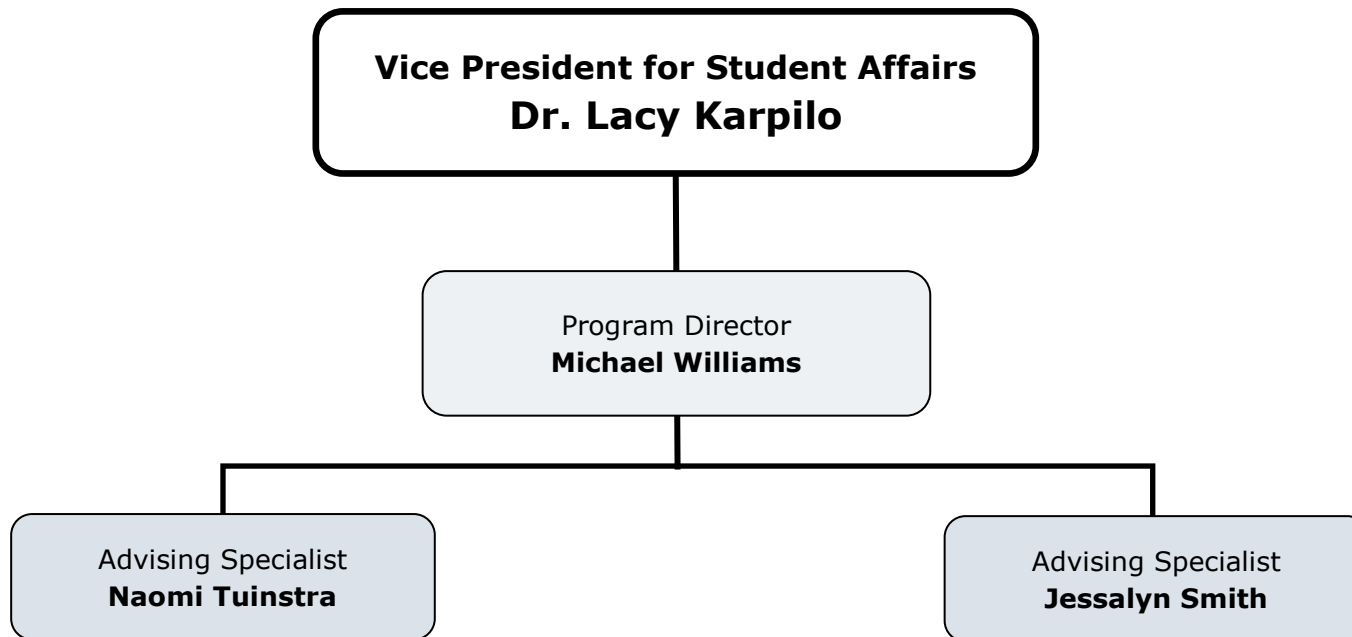 Vice President for Student Affairs
Dr. Lacy Karpilo
Program Director
Michael Williams
Advising Specialist
Naomi Tuinstra
Advising Specialist
Jessalyn Smith